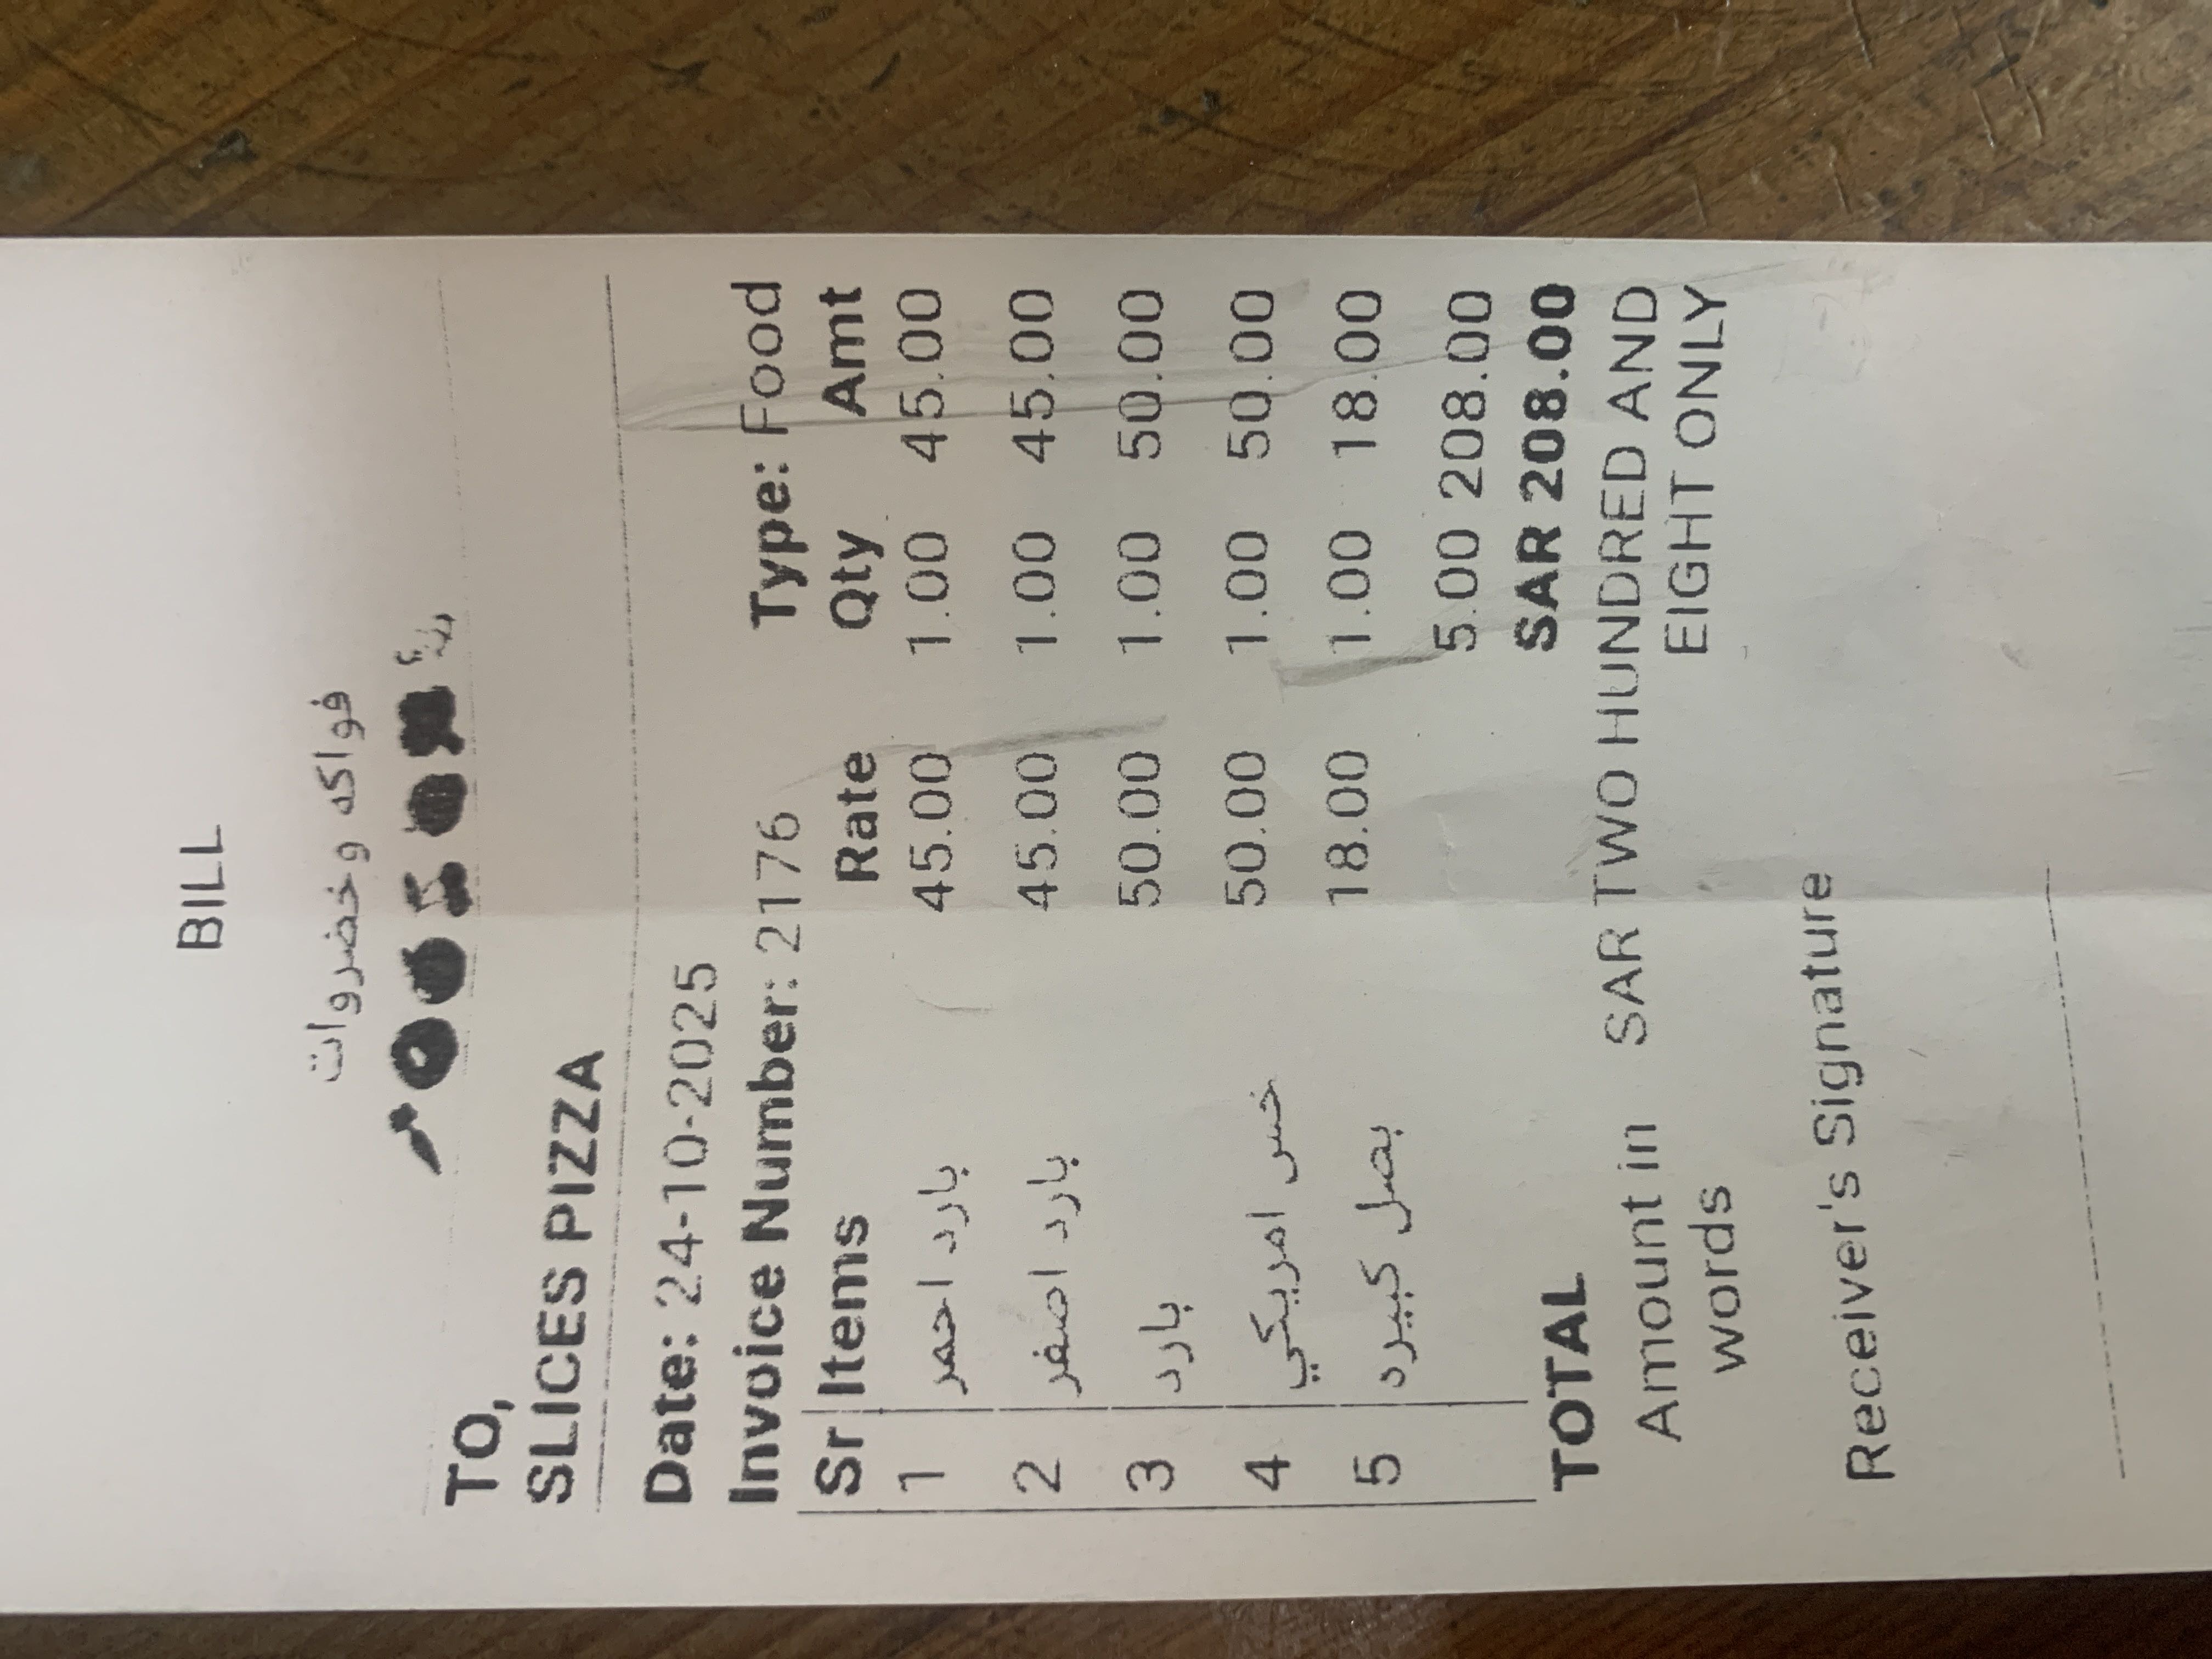 BILL
فواكه وخضروات
TO,
SLICES PIZZA
Date: 24-10-2025
Invoice Number: 2176 Type: Food
Sr Items Rate Qty Amt
1 بارد احمر 45.00 1.00 45.00
2 بارد اصفر 45.00 1.00 45.00
3 بارد 50.00 1.00 50.00
4 خس امريكي 50.00 1.00 50.00
5 بصل كبيره 18.00 1.00 18.00
5.00 208.00
TOTAL SAR 208.00
Amount in words SAR TWO HUNDRED AND
EIGHT ONLY
Receiver's Signature